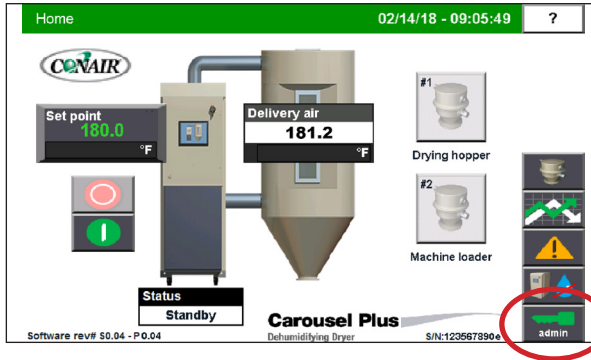 Home 02/14/18 - 09:05:49 ?
CONAIR
Set point
180.0
°F
Delivery air
181.2
°F
#1
Drying hopper
#2
Machine loader
Status
Standby
admin
Carousel Plus
Software rev# S0.04 - P0.04 Dehumidifying Dryer S/N:123567890e